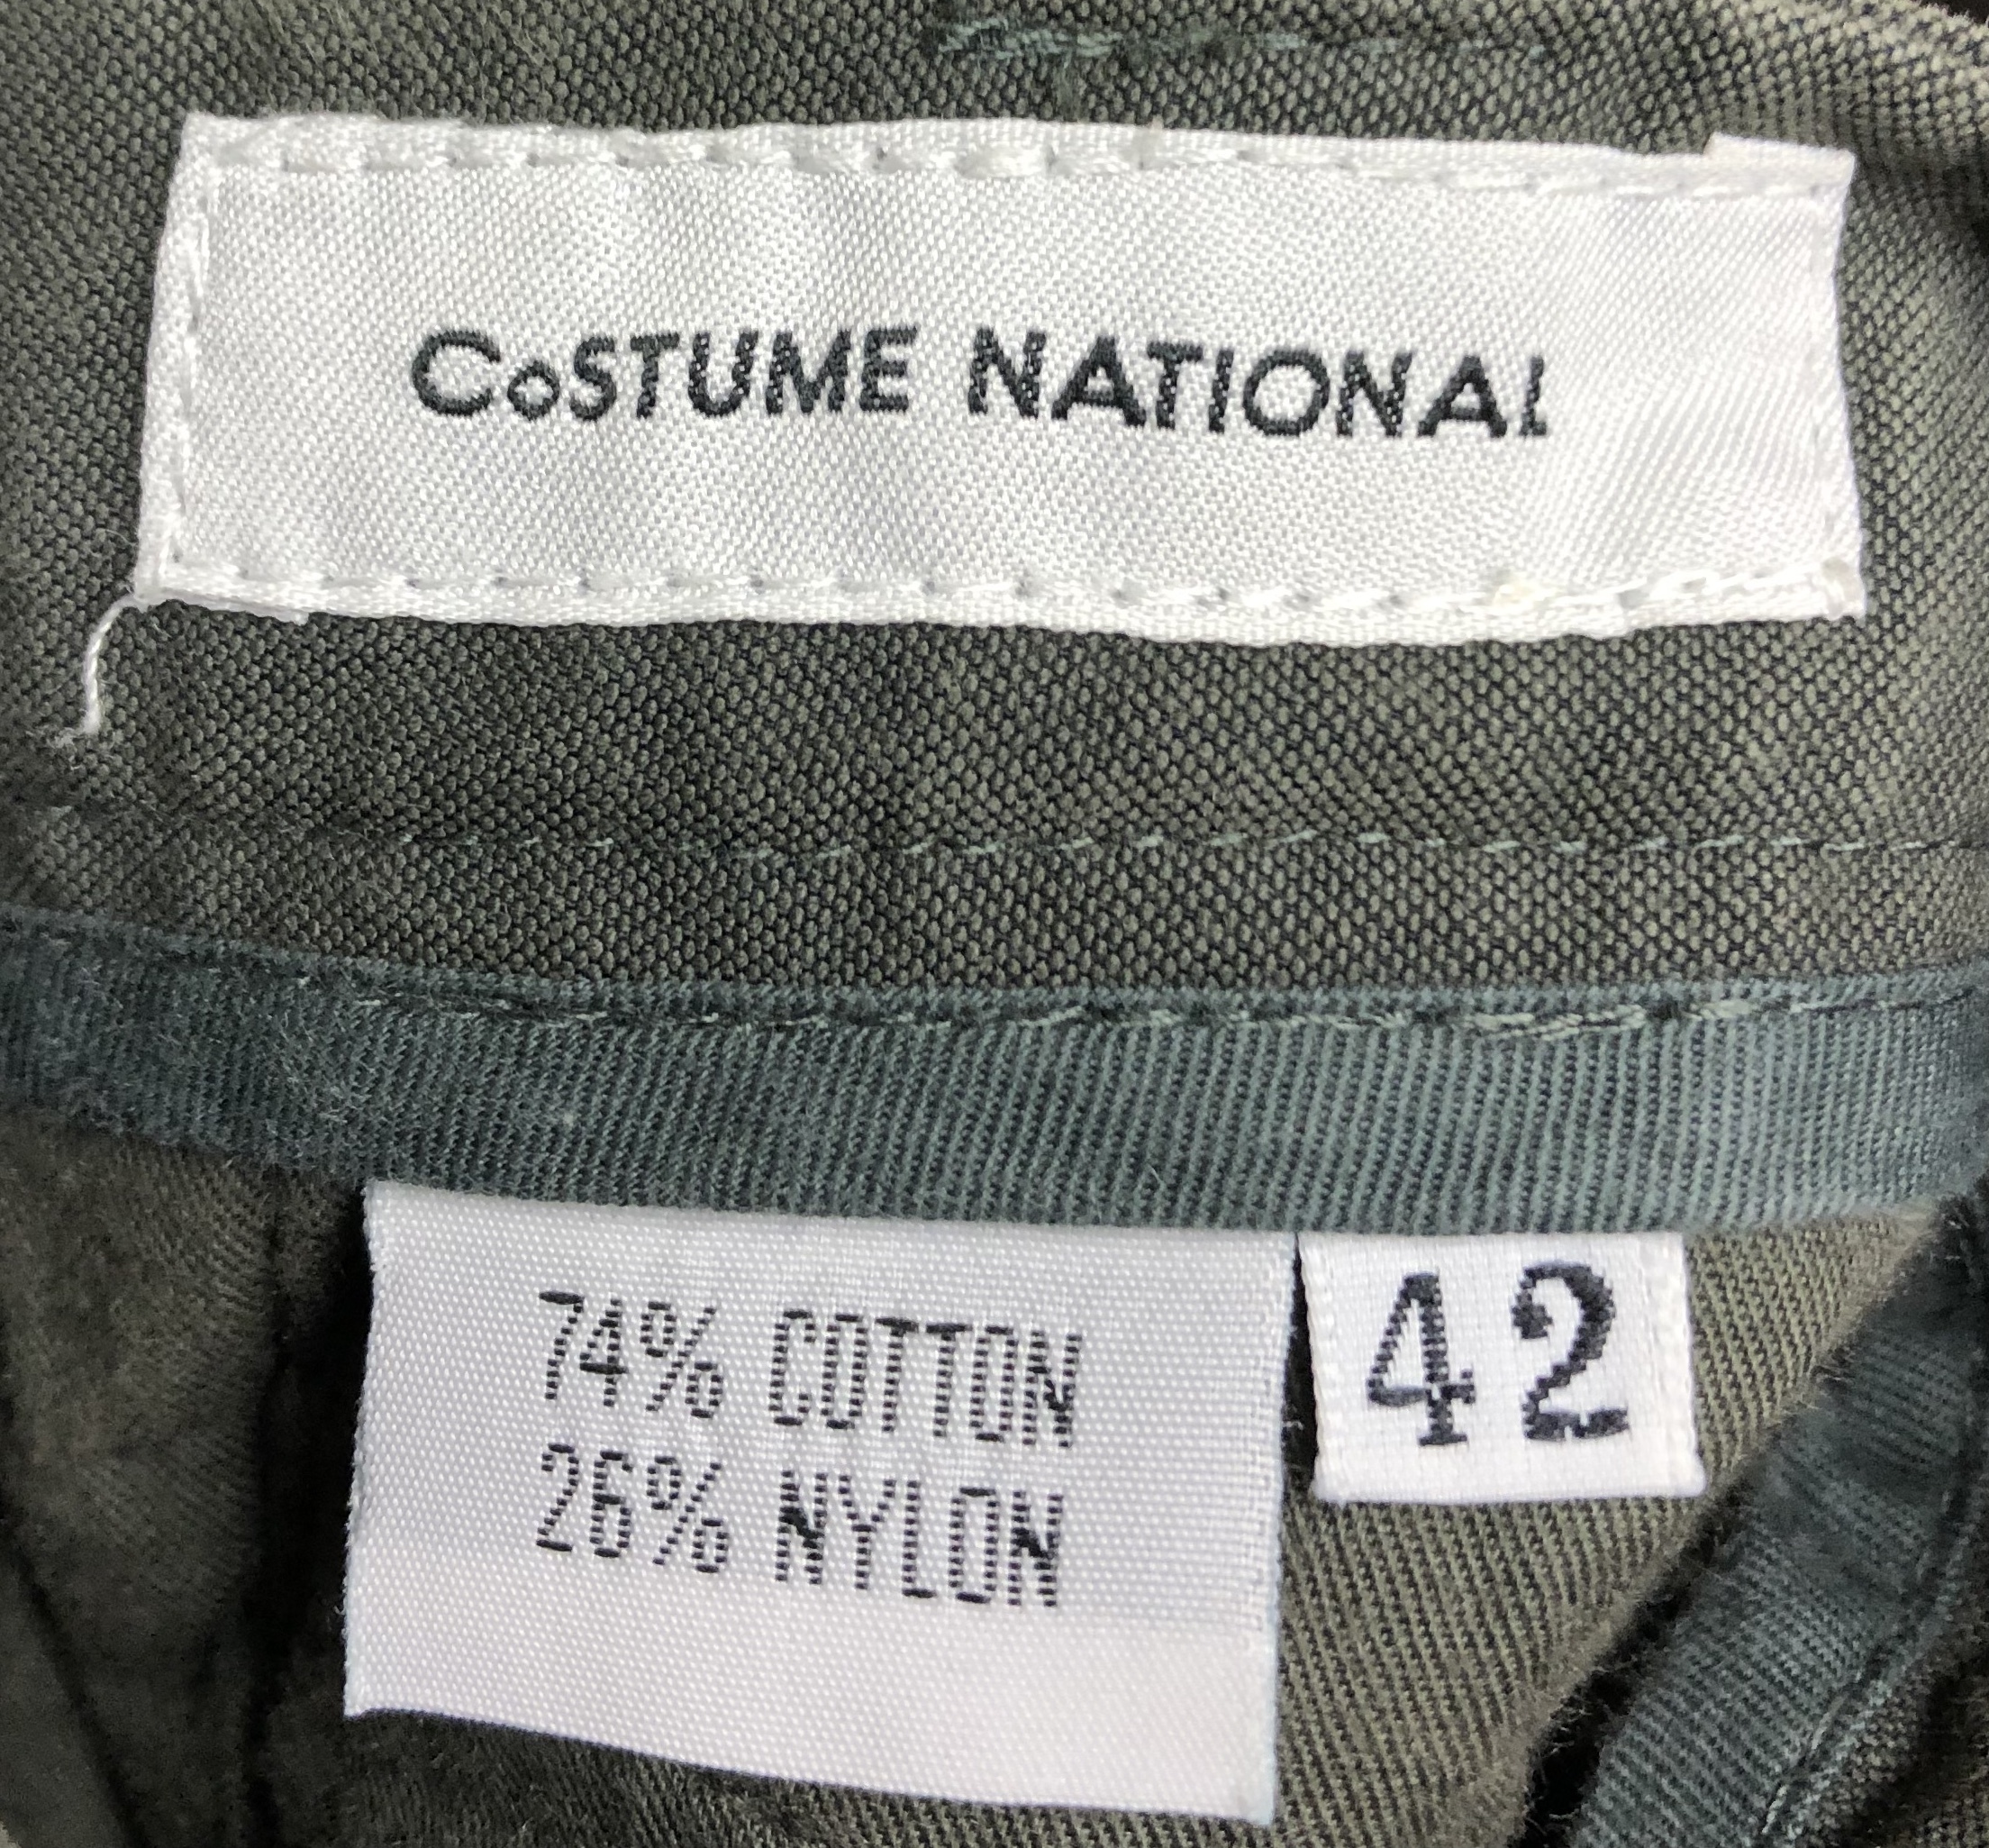 CoSTUME NATIONAL
74% COTTON
26% NYLON
42